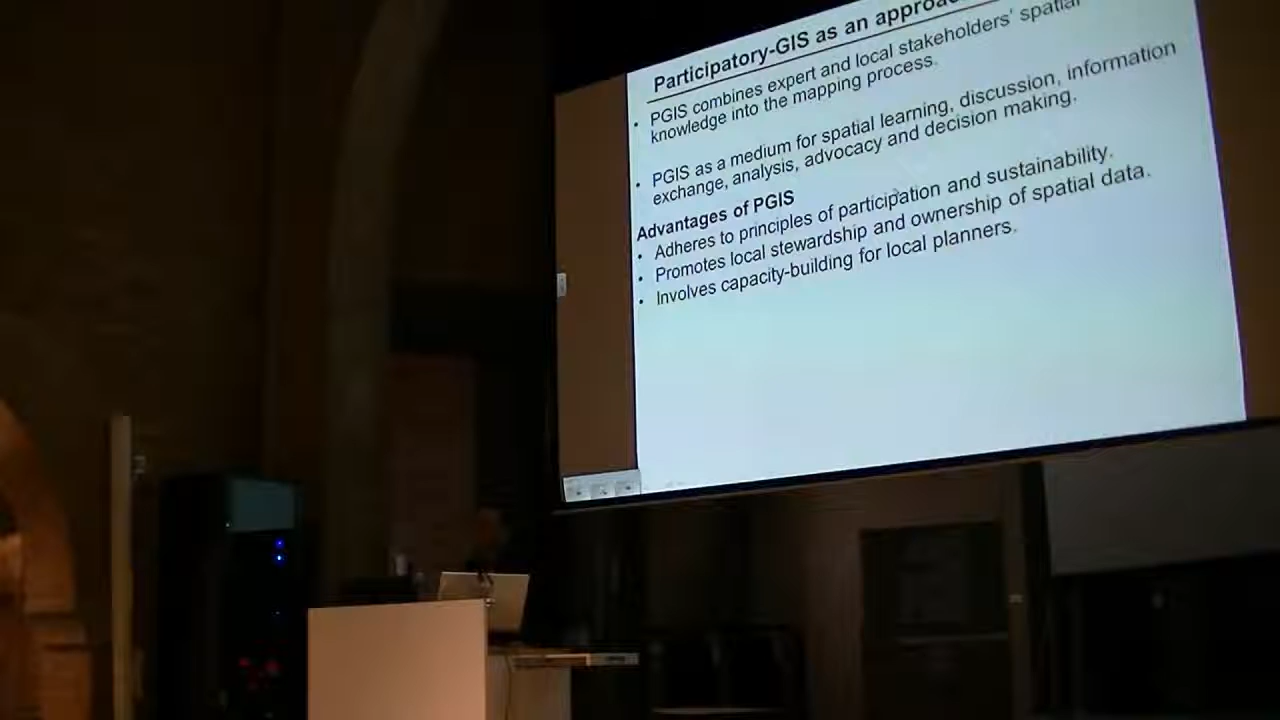 Participatory-GIS as an
• PGIS combines expert and local stakeholders' spatial
knowledge into the mapping process.
• PGIS as a medium for spatial learning, discussion, information
exchange, analysis, advocacy and decision making.
Advantages of PGIS
• Adheres to principles of participation and sustainability.
• Promotes local stewardship and ownership of spatial data.
• Involves capacity-building for local planners.